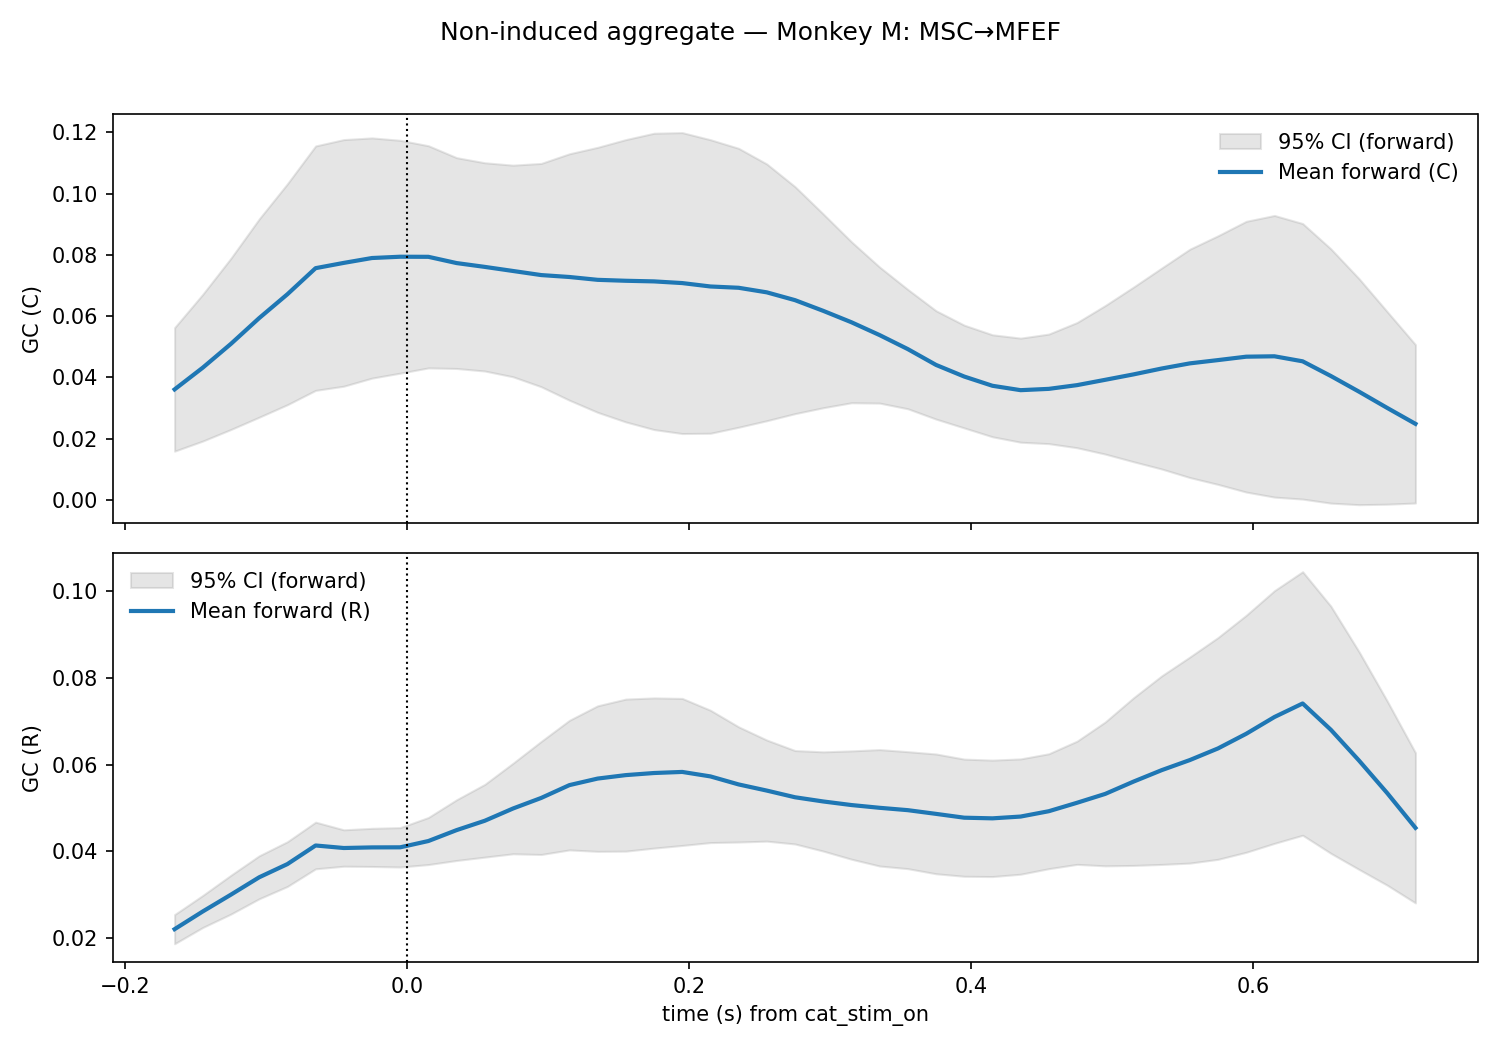 Non-induced aggregate — Monkey M: MSC→MFEF
0.12
0.10
0.08
0.06
0.04
0.02
0.00
GC (C)
95% CI (forward)
Mean forward (C)
0.10
0.08
0.06
0.04
0.02
GC (R)
95% CI (forward)
Mean forward (R)
−0.2
0.0
0.2
0.4
0.6
time (s) from cat_stim_on